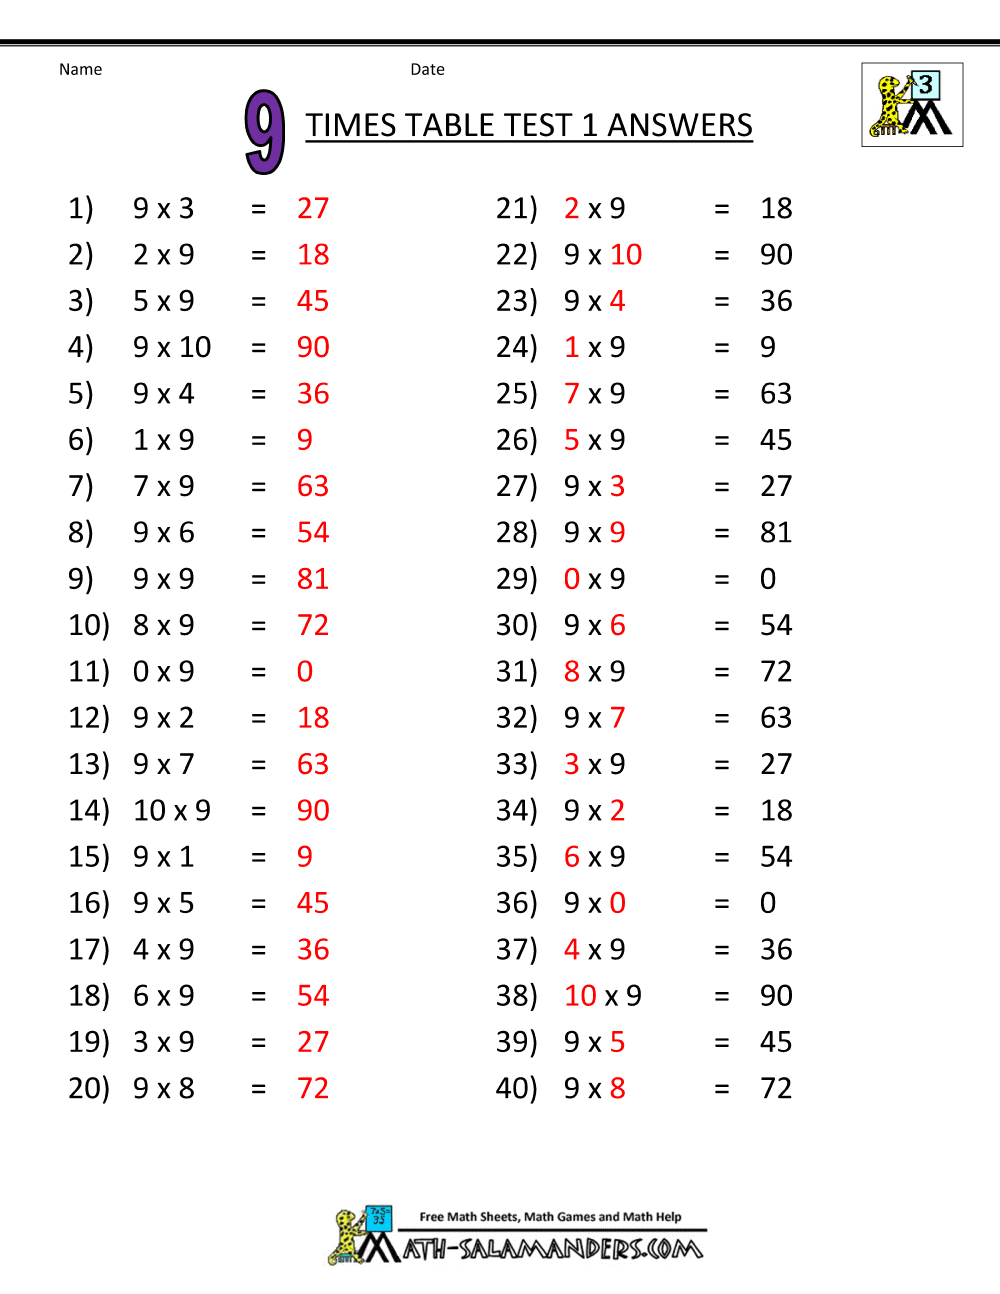 Name Date
3
9 TIMES TABLE TEST 1 ANSWERS
1) 9 x 3 = 27
2) 2 x 9 = 18
3) 5 x 9 = 45
4) 9 x 10 = 90
5) 9 x 4 = 36
6) 1 x 9 = 9
7) 7 x 9 = 63
8) 9 x 6 = 54
9) 9 x 9 = 81
10) 8 x 9 = 72
11) 0 x 9 = 0
12) 9 x 2 = 18
13) 9 x 7 = 63
14) 10 x 9 = 90
15) 9 x 1 = 9
16) 9 x 5 = 45
17) 4 x 9 = 36
18) 6 x 9 = 54
19) 3 x 9 = 27
20) 9 x 8 = 72
21) 2 x 9 = 18
22) 9 x 10 = 90
23) 9 x 4 = 36
24) 1 x 9 = 9
25) 7 x 9 = 63
26) 5 x 9 = 45
27) 9 x 3 = 27
28) 9 x 9 = 81
29) 0 x 9 = 0
30) 9 x 6 = 54
31) 8 x 9 = 72
32) 9 x 7 = 63
33) 3 x 9 = 27
34) 9 x 2 = 18
35) 6 x 9 = 54
36) 9 x 0 = 0
37) 4 x 9 = 36
38) 10 x 9 = 90
39) 9 x 5 = 45
40) 9 x 8 = 72
7x5=
35
Free Math Sheets, Math Games and Math Help
MATH-SALAMANDERS.COM